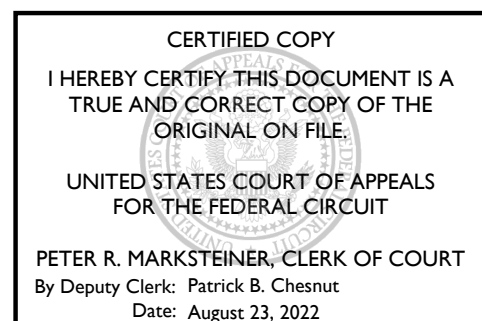 CERTIFIED COPY
I HEREBY CERTIFY THIS DOCUMENT IS A
TRUE AND CORRECT COPY OF THE
ORIGINAL ON FILE.
UNITED STATES COURT OF APPEALS
FOR THE FEDERAL CIRCUIT
PETER R. MARKSTEINER, CLERK OF COURT
By Deputy Clerk: Patrick B. Chesnut
Date: August 23, 2022